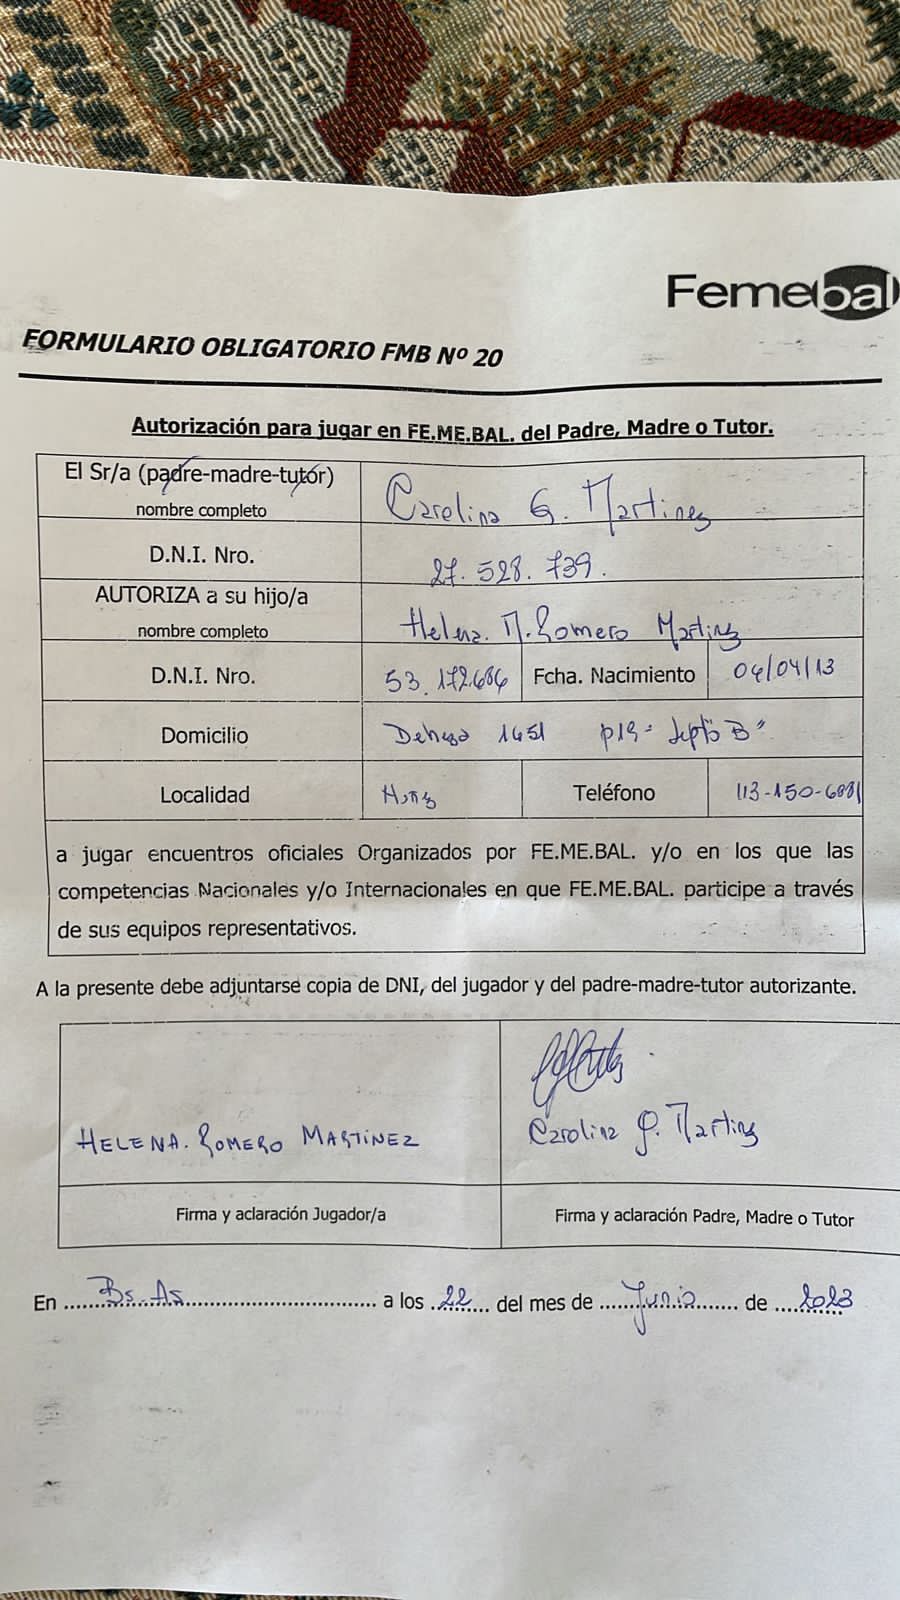 Femebal
FORMULARIO OBLIGATORIO FMB Nº 20
Autorización para jugar en FE.ME.BAL. del Padre, Madre o Tutor.
El Sr/a (padre-madre-tutor) nombre completo Carolina G. Martinez
D.N.I. Nro. 27.528.739.
AUTORIZA a su hijo/a nombre completo Helena. M. Romero Martinez
D.N.I. Nro. 53.172.686 Fcha. Nacimiento 04/04/13
Domicilio 1451 p19= depto B"
Localidad Teléfono 113-150-6881
a jugar encuentros oficiales Organizados por FE.ME.BAL. y/o en los que las
competencias Nacionales y/o Internacionales en que FE.ME.BAL. participe a través
de sus equipos representativos.
A la presente debe adjuntarse copia de DNI, del jugador y del padre-madre-tutor autorizante.
HELENA. ROMERO MARTINEZ
Carolina G. Martinez
Firma y aclaración Jugador/a
Firma y aclaración Padre, Madre o Tutor
En Bs. As a los 22 del mes de Junio de 2023